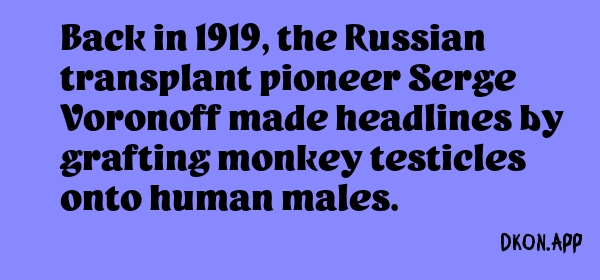 Back in 1919, the Russian
transplant pioneer Serge
Voronoff made headlines by
grafting monkey testicles
onto human males.
DKON.APP